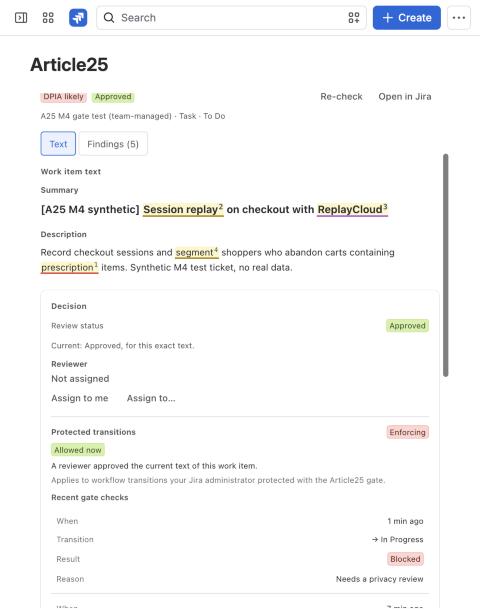 Search
+ Create
Article25
DPIA likely Approved Re-check Open in Jira
A25 M4 gate test (team-managed) · Task · To Do
Text Findings (5)
Work item text
Summary
[A25 M4 synthetic] Session replay2 on checkout with ReplayCloud3
Description
Record checkout sessions and segment4 shoppers who abandon carts containing
prescription1 items. Synthetic M4 test ticket, no real data.
Decision
Review status Approved
Current: Approved, for this exact text.
Reviewer
Not assigned
Assign to me Assign to...
Protected transitions Enforcing
Allowed now
A reviewer approved the current text of this work item.
Applies to workflow transitions your Jira administrator protected with the Article25 gate.
Recent gate checks
When 1 min ago
Transition → In Progress
Result Blocked
Reason Needs a privacy review
When 7 min ago